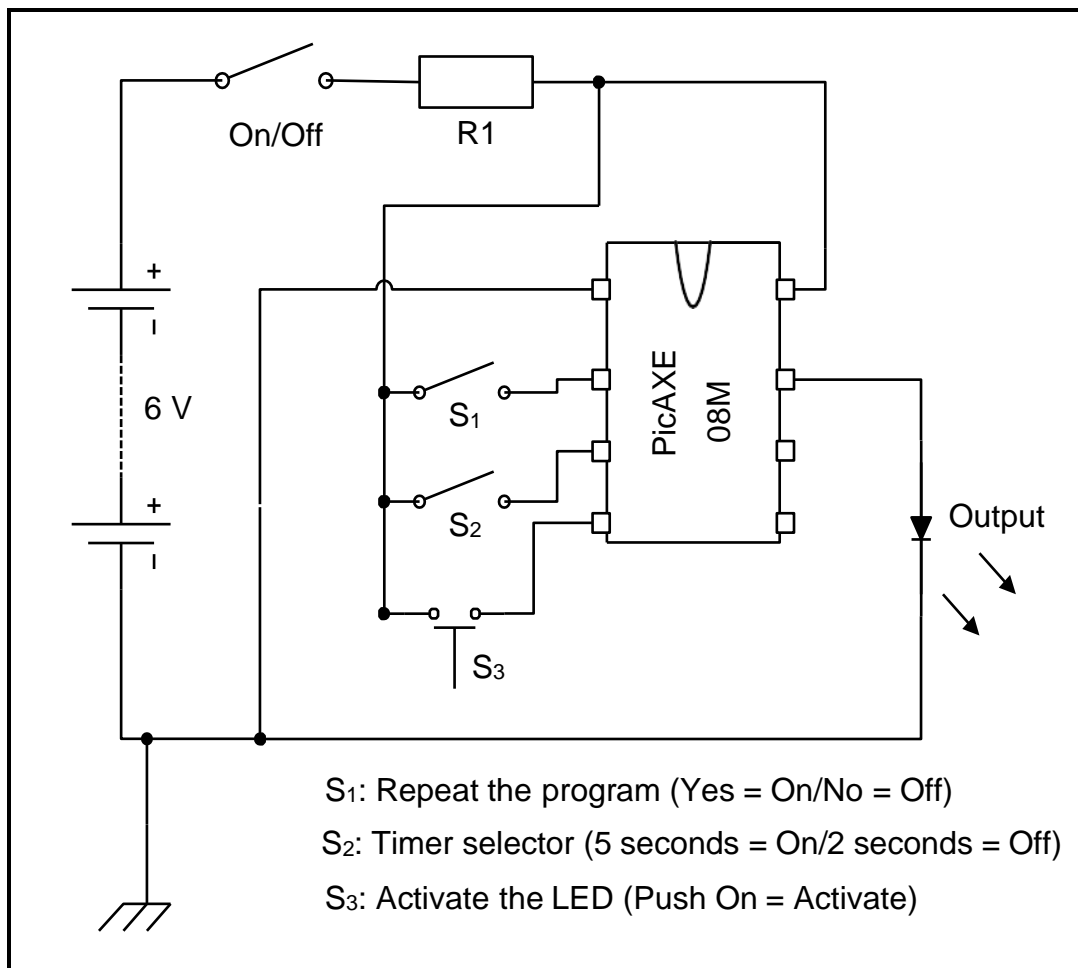 On/Off
R1
+
–
6 V
+
–
PicAXE
08M
S1
S2
S3
Output
S1: Repeat the program (Yes = On/No = Off)
S2: Timer selector (5 seconds = On/2 seconds = Off)
S3: Activate the LED (Push On = Activate)